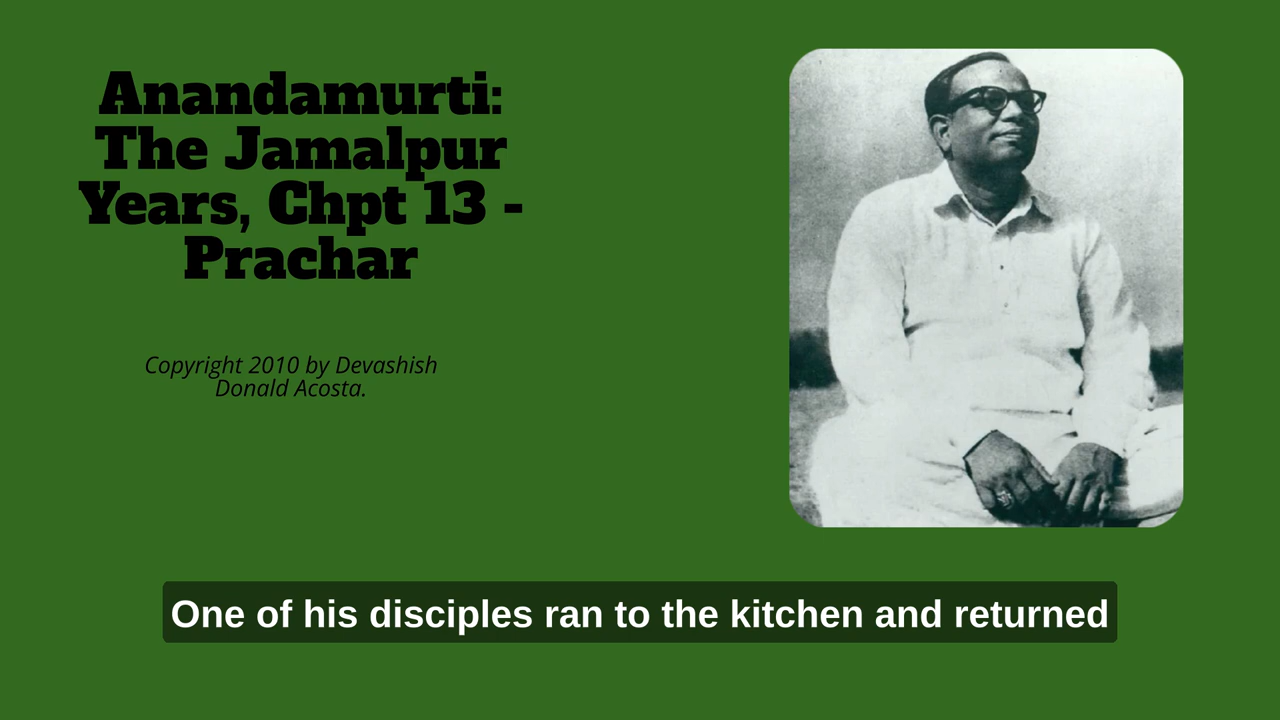 Anandamurti:
The Jamalpur
Years, Chpt 13 -
Prachar
Copyright 2010 by Devashish
Donald Acosta.
One of his disciples ran to the kitchen and returned